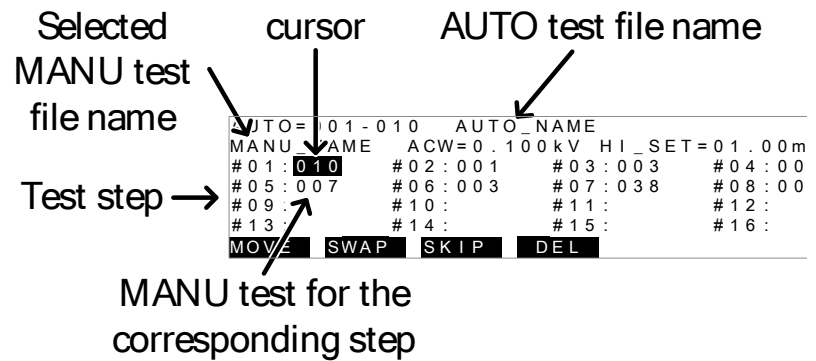 Selected
MANU test
file name
cursor
AUTO test file name
AUTO=001-010 AUTO_NAME
MANU_NAME ACW=0.100kV HI_SET=01.00m
#01:010 #02:001 #03:003 #04:00
#05:007 #06:003 #07:038 #08:00
#09: #10: #11: #12:
#13: #14: #15: #16:
MOVE SWAP SKIP DEL
Test step
MANU test for the
corresponding step